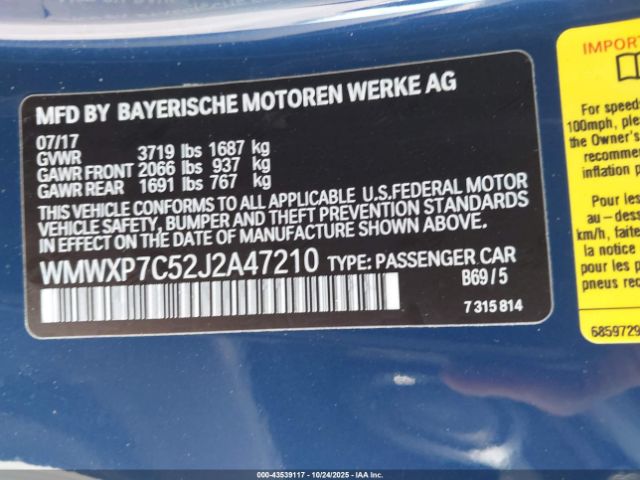 MFD BY BAYERISCHE MOTOREN WERKE AG
07/17
GVWR 3719 lbs 1687 kg
GAWR FRONT 2066 lbs 937 kg
GAWR REAR 1691 lbs 767 kg
THIS VEHICLE CONFORMS TO ALL APPLICABLE U.S.FEDERAL MOTOR
VEHICLE SAFETY, BUMPER AND THEFT PREVENTION STANDARDS
IN EFFECT ON THE DATE OF MANUFACTURE SHOWN ABOVE.
WMWXP7C52J2A47210 TYPE: PASSENGER CAR
B69/5
7 315 814
IMPORT
For speeds
100mph, ple
the Owner's
recommen
inflation p
Pour les
au-dess
km/h, faite
la notice
pour les
pneus rec
6859729
00-43539117 - 10/24/2025 - © IAA, LLC